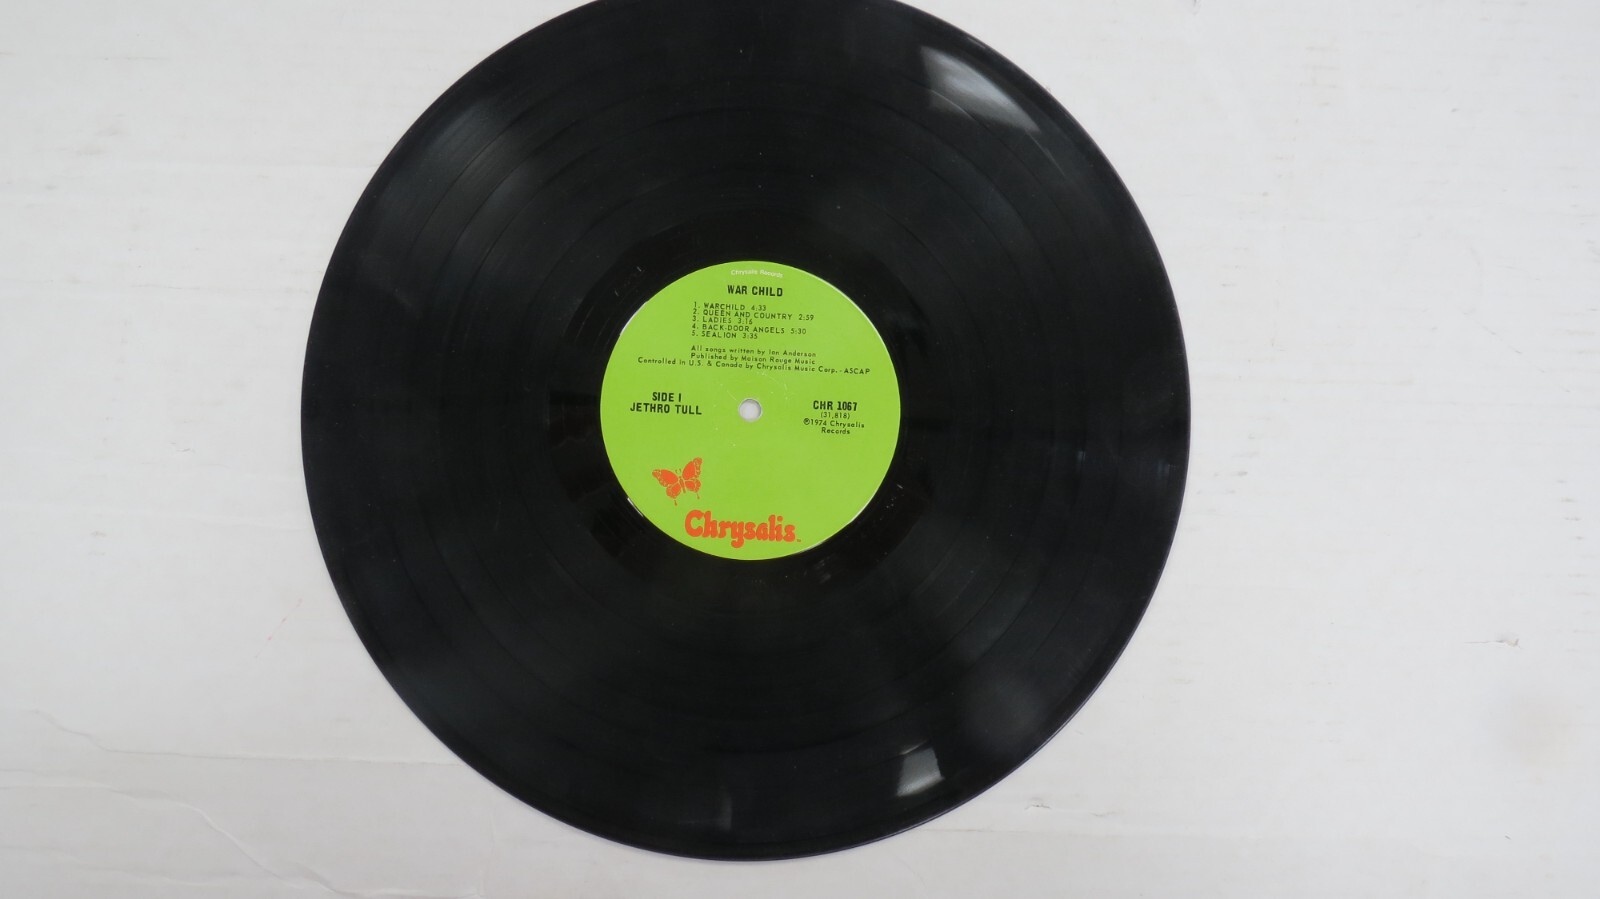 Chrysalis Records
WAR CHILD
1. WARCHILD 4:33
2. QUEEN AND COUNTRY 2:59
3. LADIES 3:16
4. BACK-DOOR ANGELS 5:30
5. SEALION 3:35
All songs written by Ian Anderson
Published by Maison Rouge Music
Controlled in U.S. & Canada by Chrysalis Music Corp. - ASCAP
SIDE I
JETHRO TULL
CHR 1067
(31,818)
℗1974 Chrysalis
Records
Chrysalis™